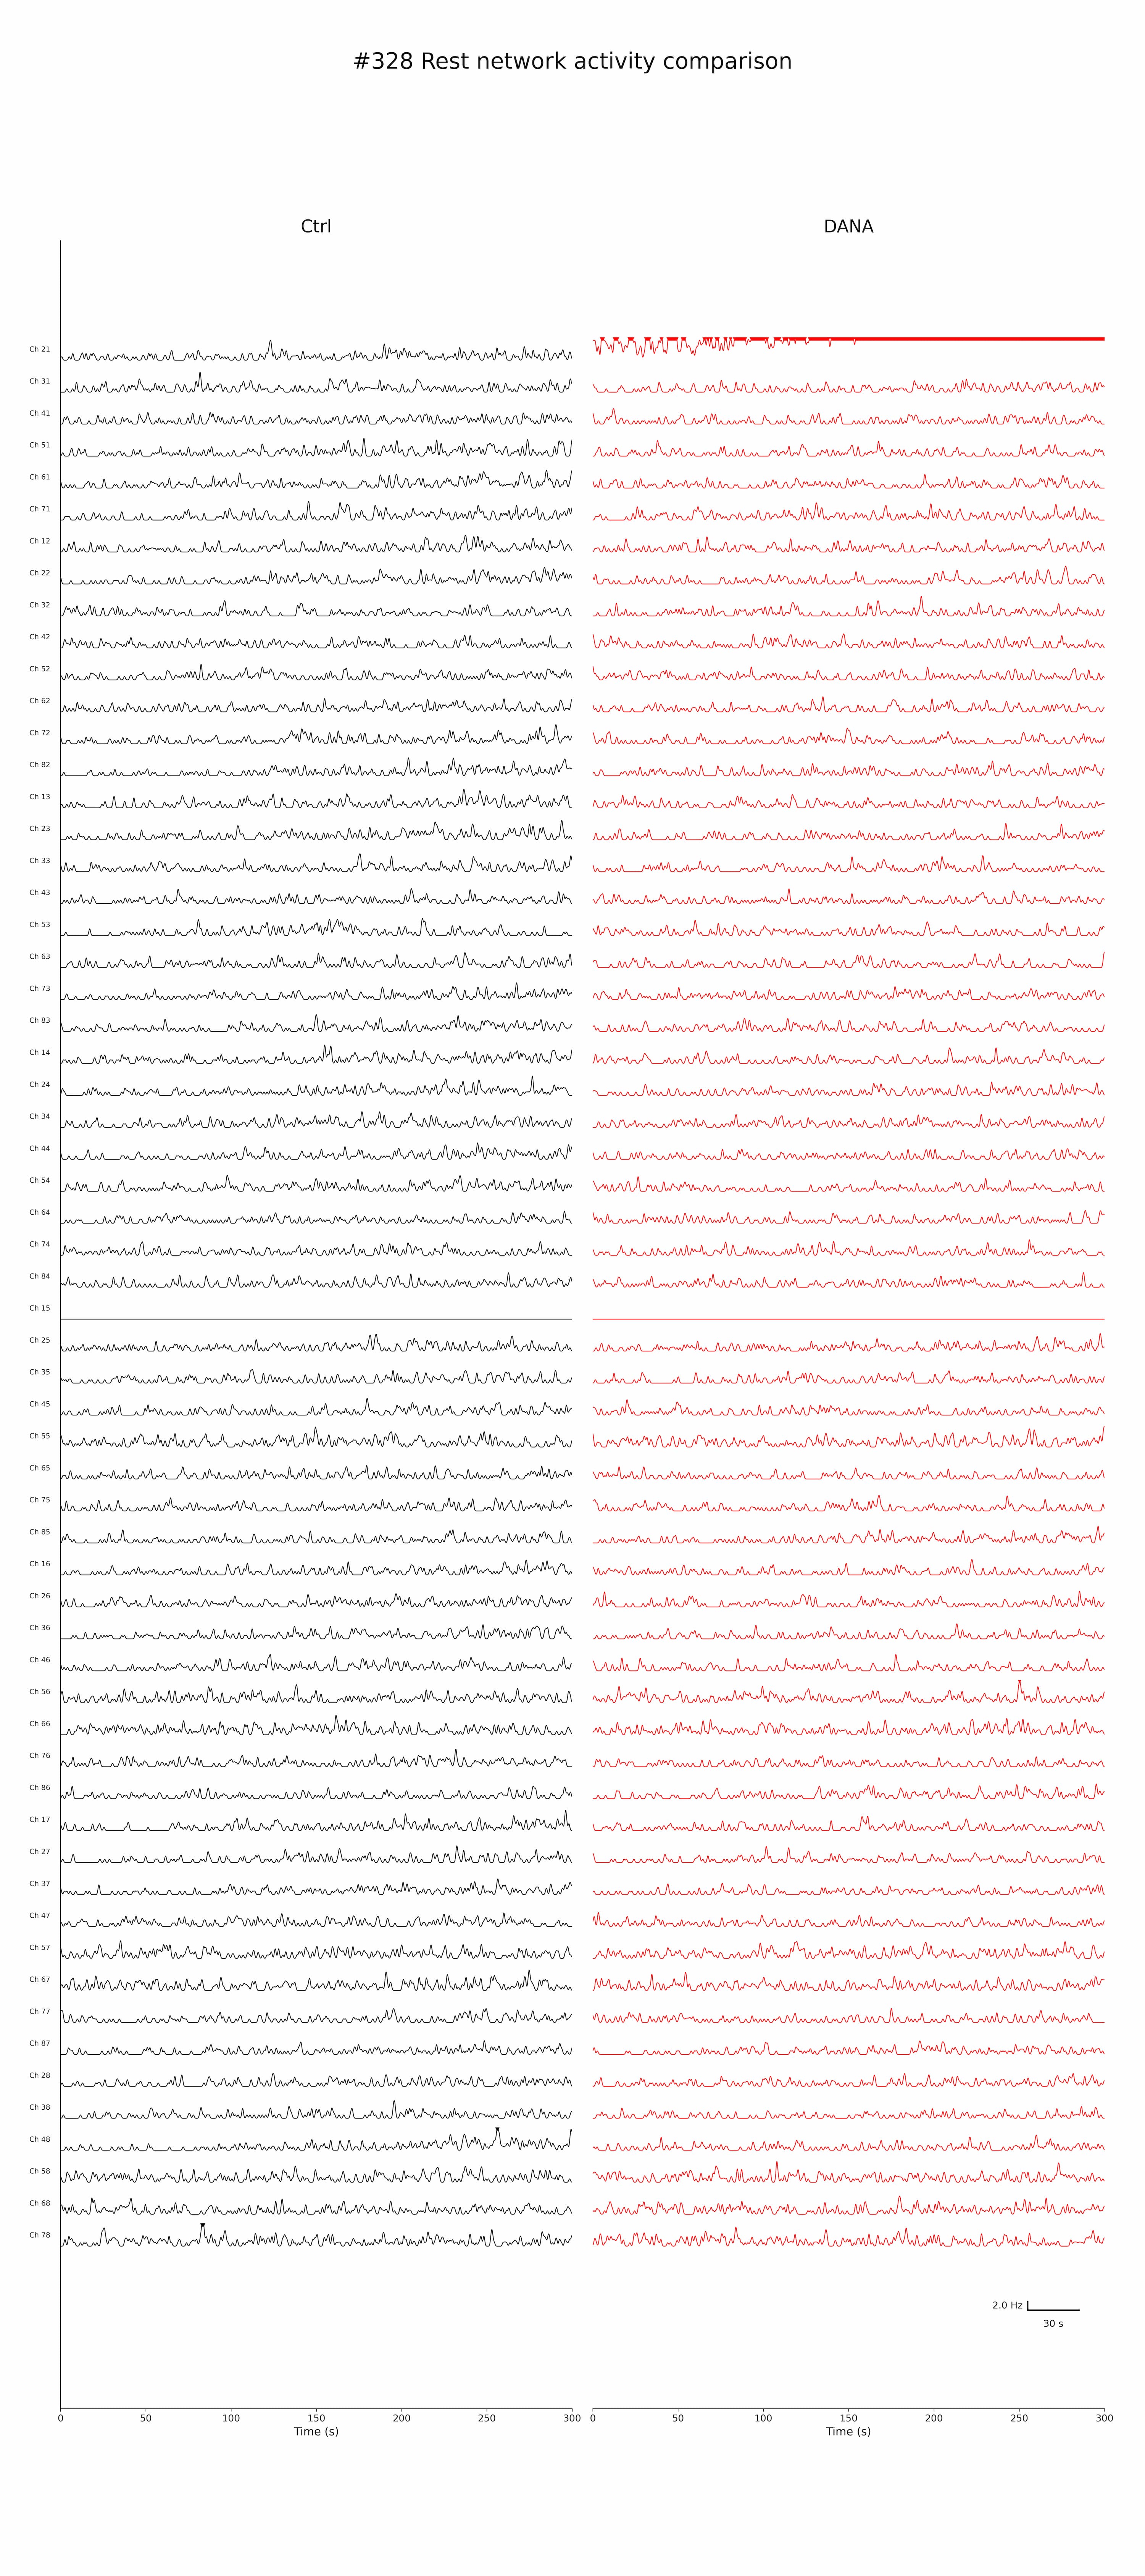 #328 Rest network activity comparison
Ctrl
DANA
Ch 21
Ch 31
Ch 41
Ch 51
Ch 61
Ch 71
Ch 12
Ch 22
Ch 32
Ch 42
Ch 52
Ch 62
Ch 72
Ch 82
Ch 13
Ch 23
Ch 33
Ch 43
Ch 53
Ch 63
Ch 73
Ch 83
Ch 14
Ch 24
Ch 34
Ch 44
Ch 54
Ch 64
Ch 74
Ch 84
Ch 15
Ch 25
Ch 35
Ch 45
Ch 55
Ch 65
Ch 75
Ch 85
Ch 16
Ch 26
Ch 36
Ch 46
Ch 56
Ch 66
Ch 76
Ch 86
Ch 17
Ch 27
Ch 37
Ch 47
Ch 57
Ch 67
Ch 77
Ch 87
Ch 28
Ch 38
Ch 48
Ch 58
Ch 68
Ch 78
2.0 Hz
30 s
0 50 100 150 200 250 300
Time (s)
0 50 100 150 200 250 300
Time (s)